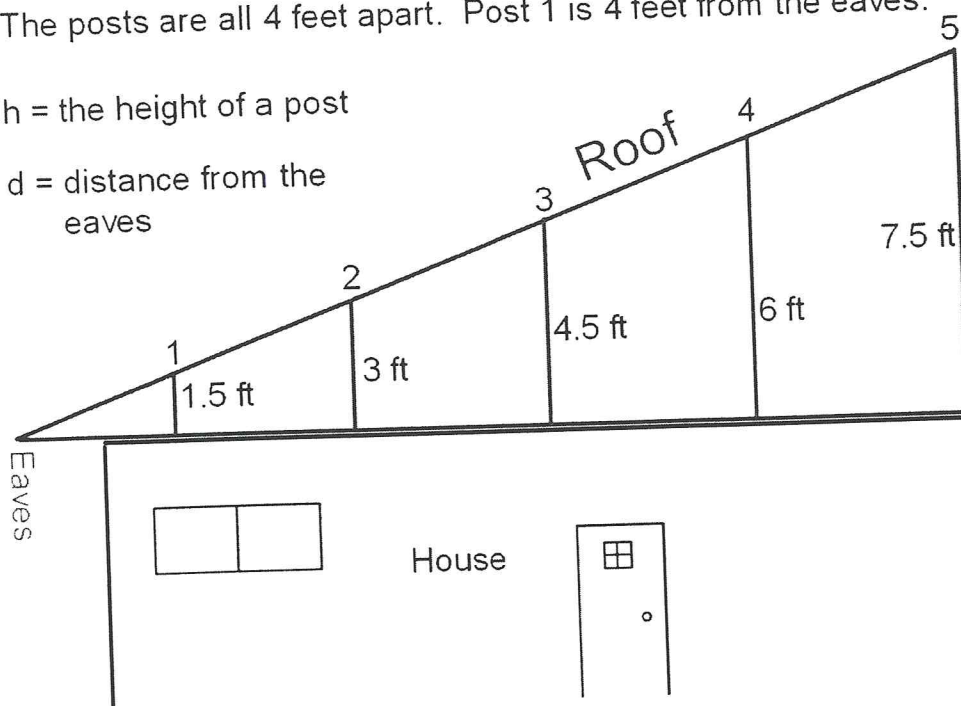 The posts are all 4 feet apart. Post 1 is 4 feet from the eaves.
h = the height of a post
d = distance from the
eaves
5
4
Roof
3
2
1
7.5 ft
6 ft
4.5 ft
3 ft
1.5 ft
Eaves
House